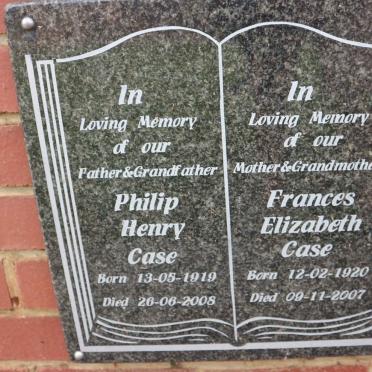 In
Loving Memory
of our
Father&Grandfather
Philip
Henry
Case
Born 13-05-1919
Died 26-06-2008
In
Loving Memory
of our
Mother&Grandmothe
Frances
Elizabeth
Case
Born 12-02-1920
Died 09-11-2007